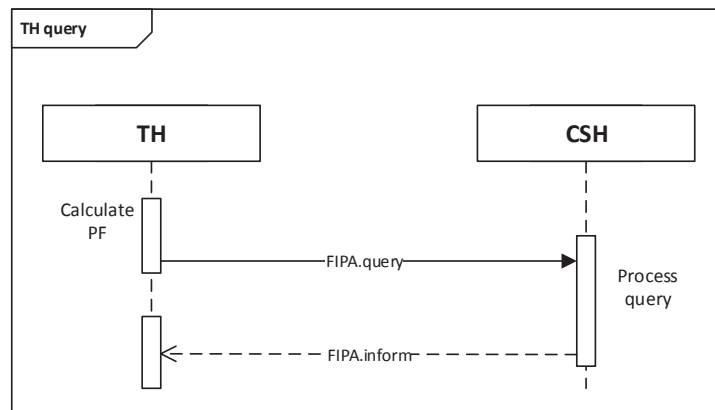 TH query
TH
CSH
Calculate
PF
FIPA.query
Process
query
FIPA.inform